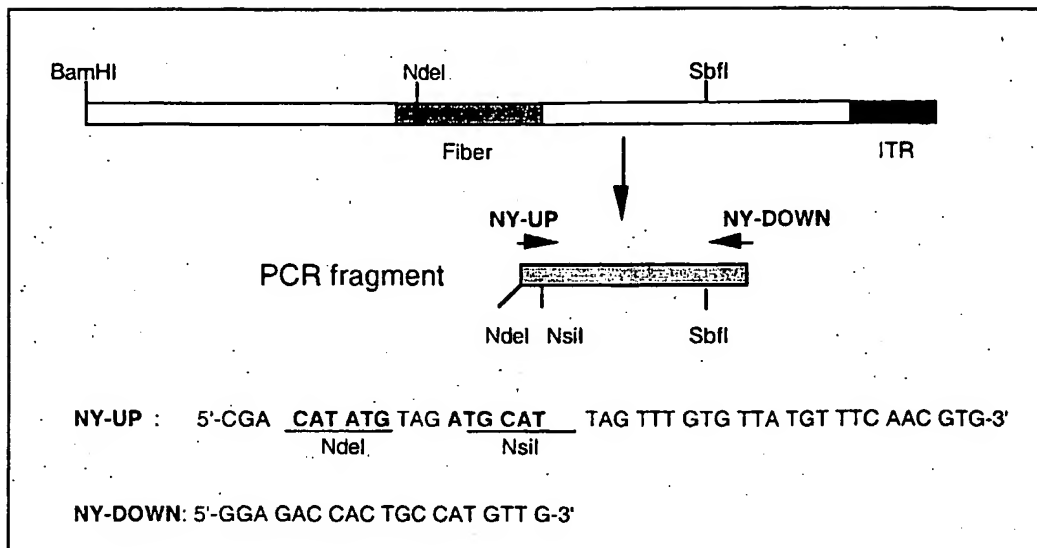 BamHI NdeI SbfI
Fiber ITR
NY-UP NY-DOWN
PCR fragment
NdeI NsiI SbfI
NY-UP : 5'-CGA CAT ATG TAG ATG CAT TAG TTT GTG TTA TGT TTC AAC GTG-3'
NdeI NsiI
NY-DOWN: 5'-GGA GAC CAC TGC CAT GTT G-3'